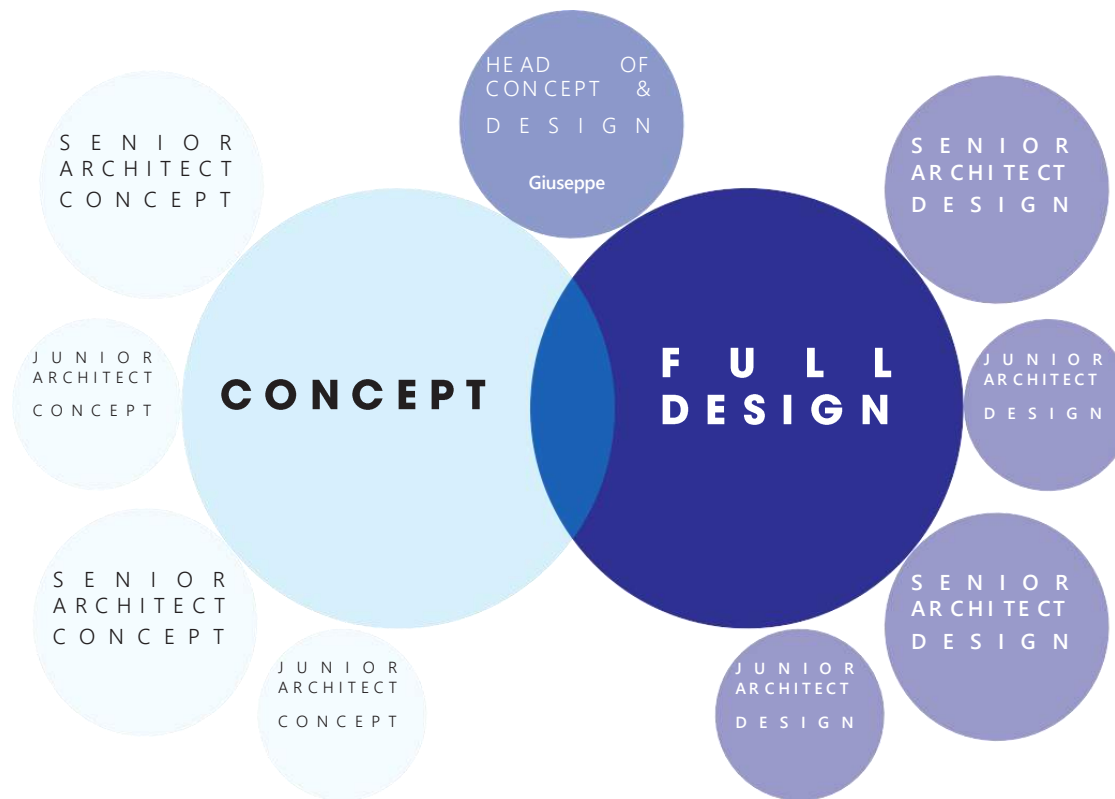 HEAD OF
CONCEPT &
DESIGN
Giuseppe
SENIOR
ARCHITECT
CONCEPT
SENIOR
ARCHITECT
DESIGN
JUNIOR
ARCHITECT
CONCEPT
CONCEPT
FULL
DESIGN
JUNIOR
ARCHITECT
DESIGN
SENIOR
ARCHITECT
CONCEPT
SENIOR
ARCHITECT
DESIGN
JUNIOR
ARCHITECT
CONCEPT
JUNIOR
ARCHITECT
DESIGN